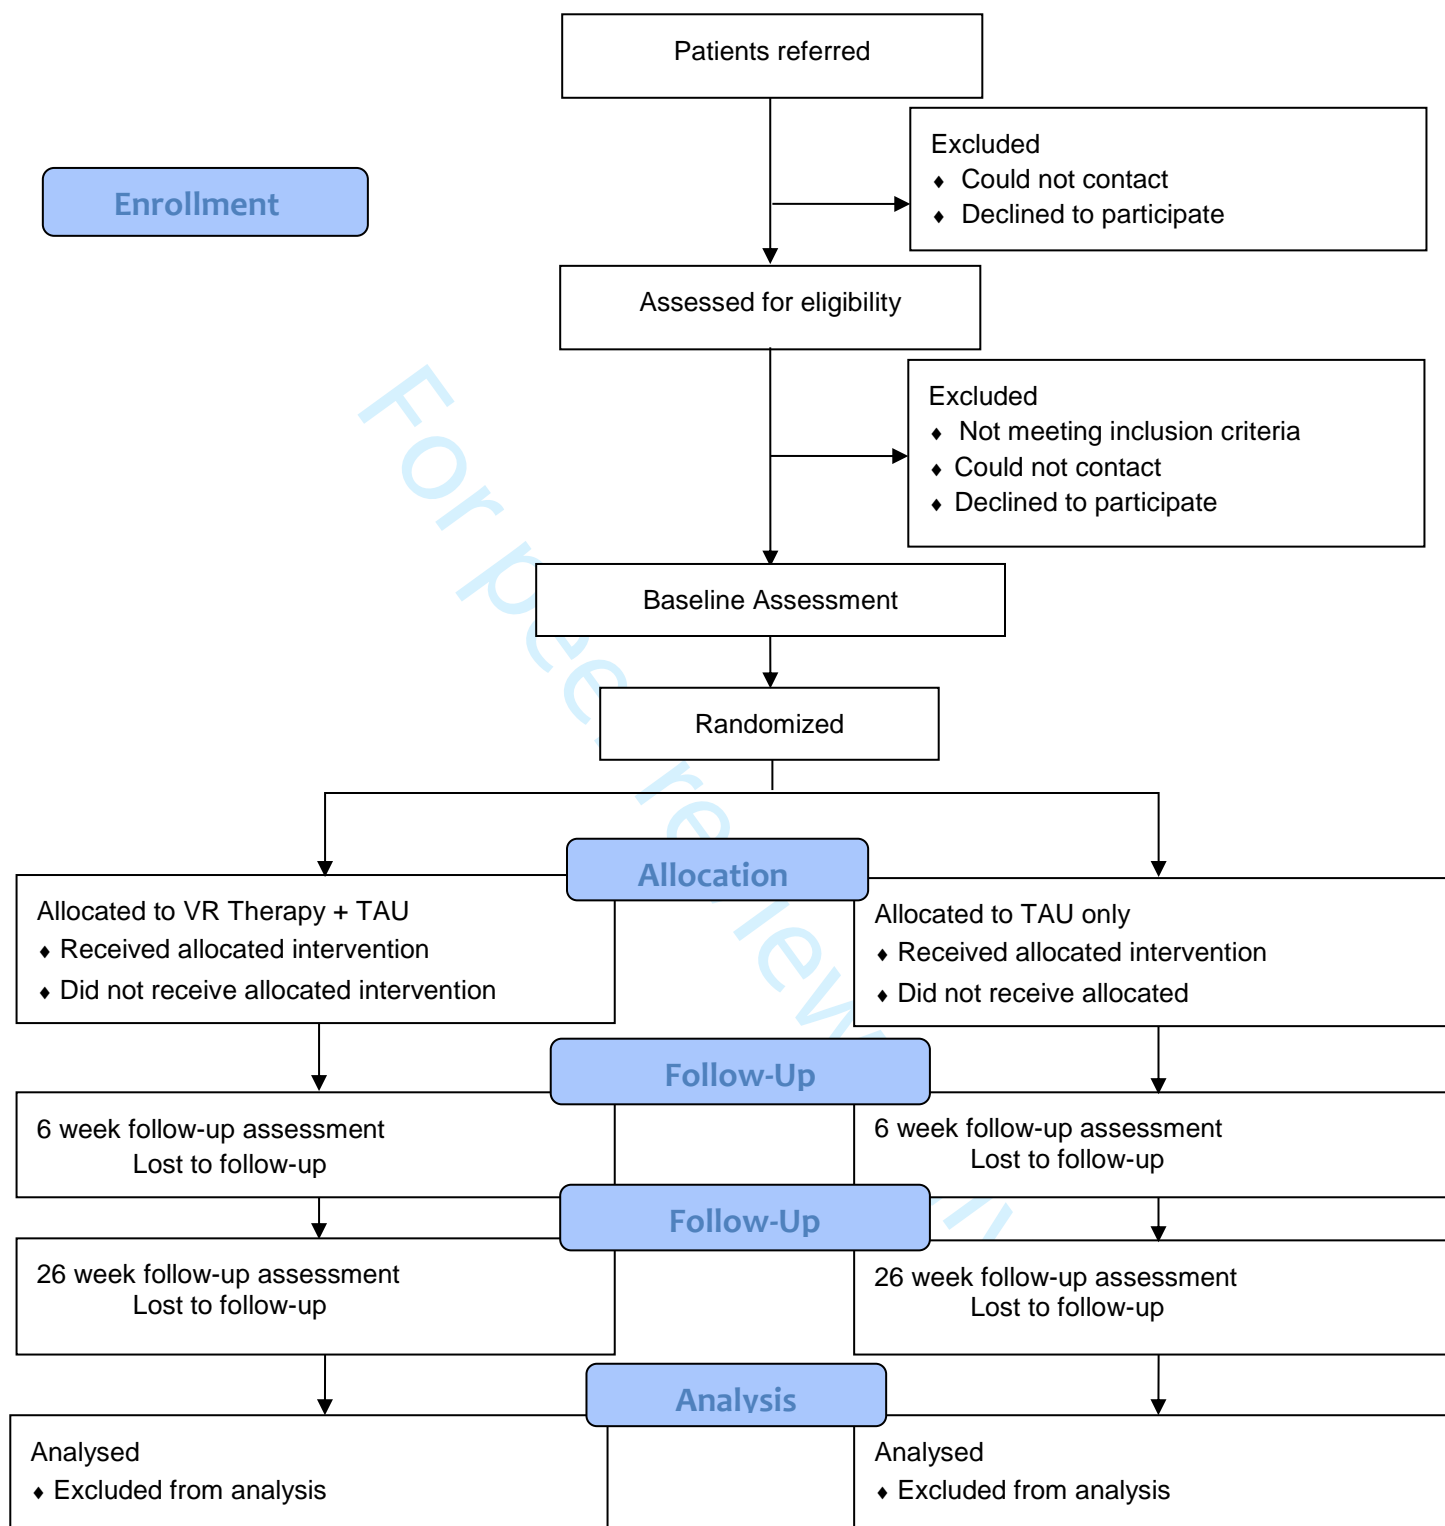 Patients referred
Excluded
♦ Could not contact
♦ Declined to participate
Enrollment
Assessed for eligibility
Excluded
♦ Not meeting inclusion criteria
♦ Could not contact
♦ Declined to participate
Baseline Assessment
Randomized
Allocation
Allocated to VR Therapy + TAU
♦ Received allocated intervention
♦ Did not receive allocated intervention
Allocated to TAU only
♦ Received allocated intervention
♦ Did not receive allocated
Follow-Up
6 week follow-up assessment
Lost to follow-up
6 week follow-up assessment
Lost to follow-up
Follow-Up
26 week follow-up assessment
Lost to follow-up
26 week follow-up assessment
Lost to follow-up
Analysis
Analysed
♦ Excluded from analysis
Analysed
♦ Excluded from analysis
For peer review